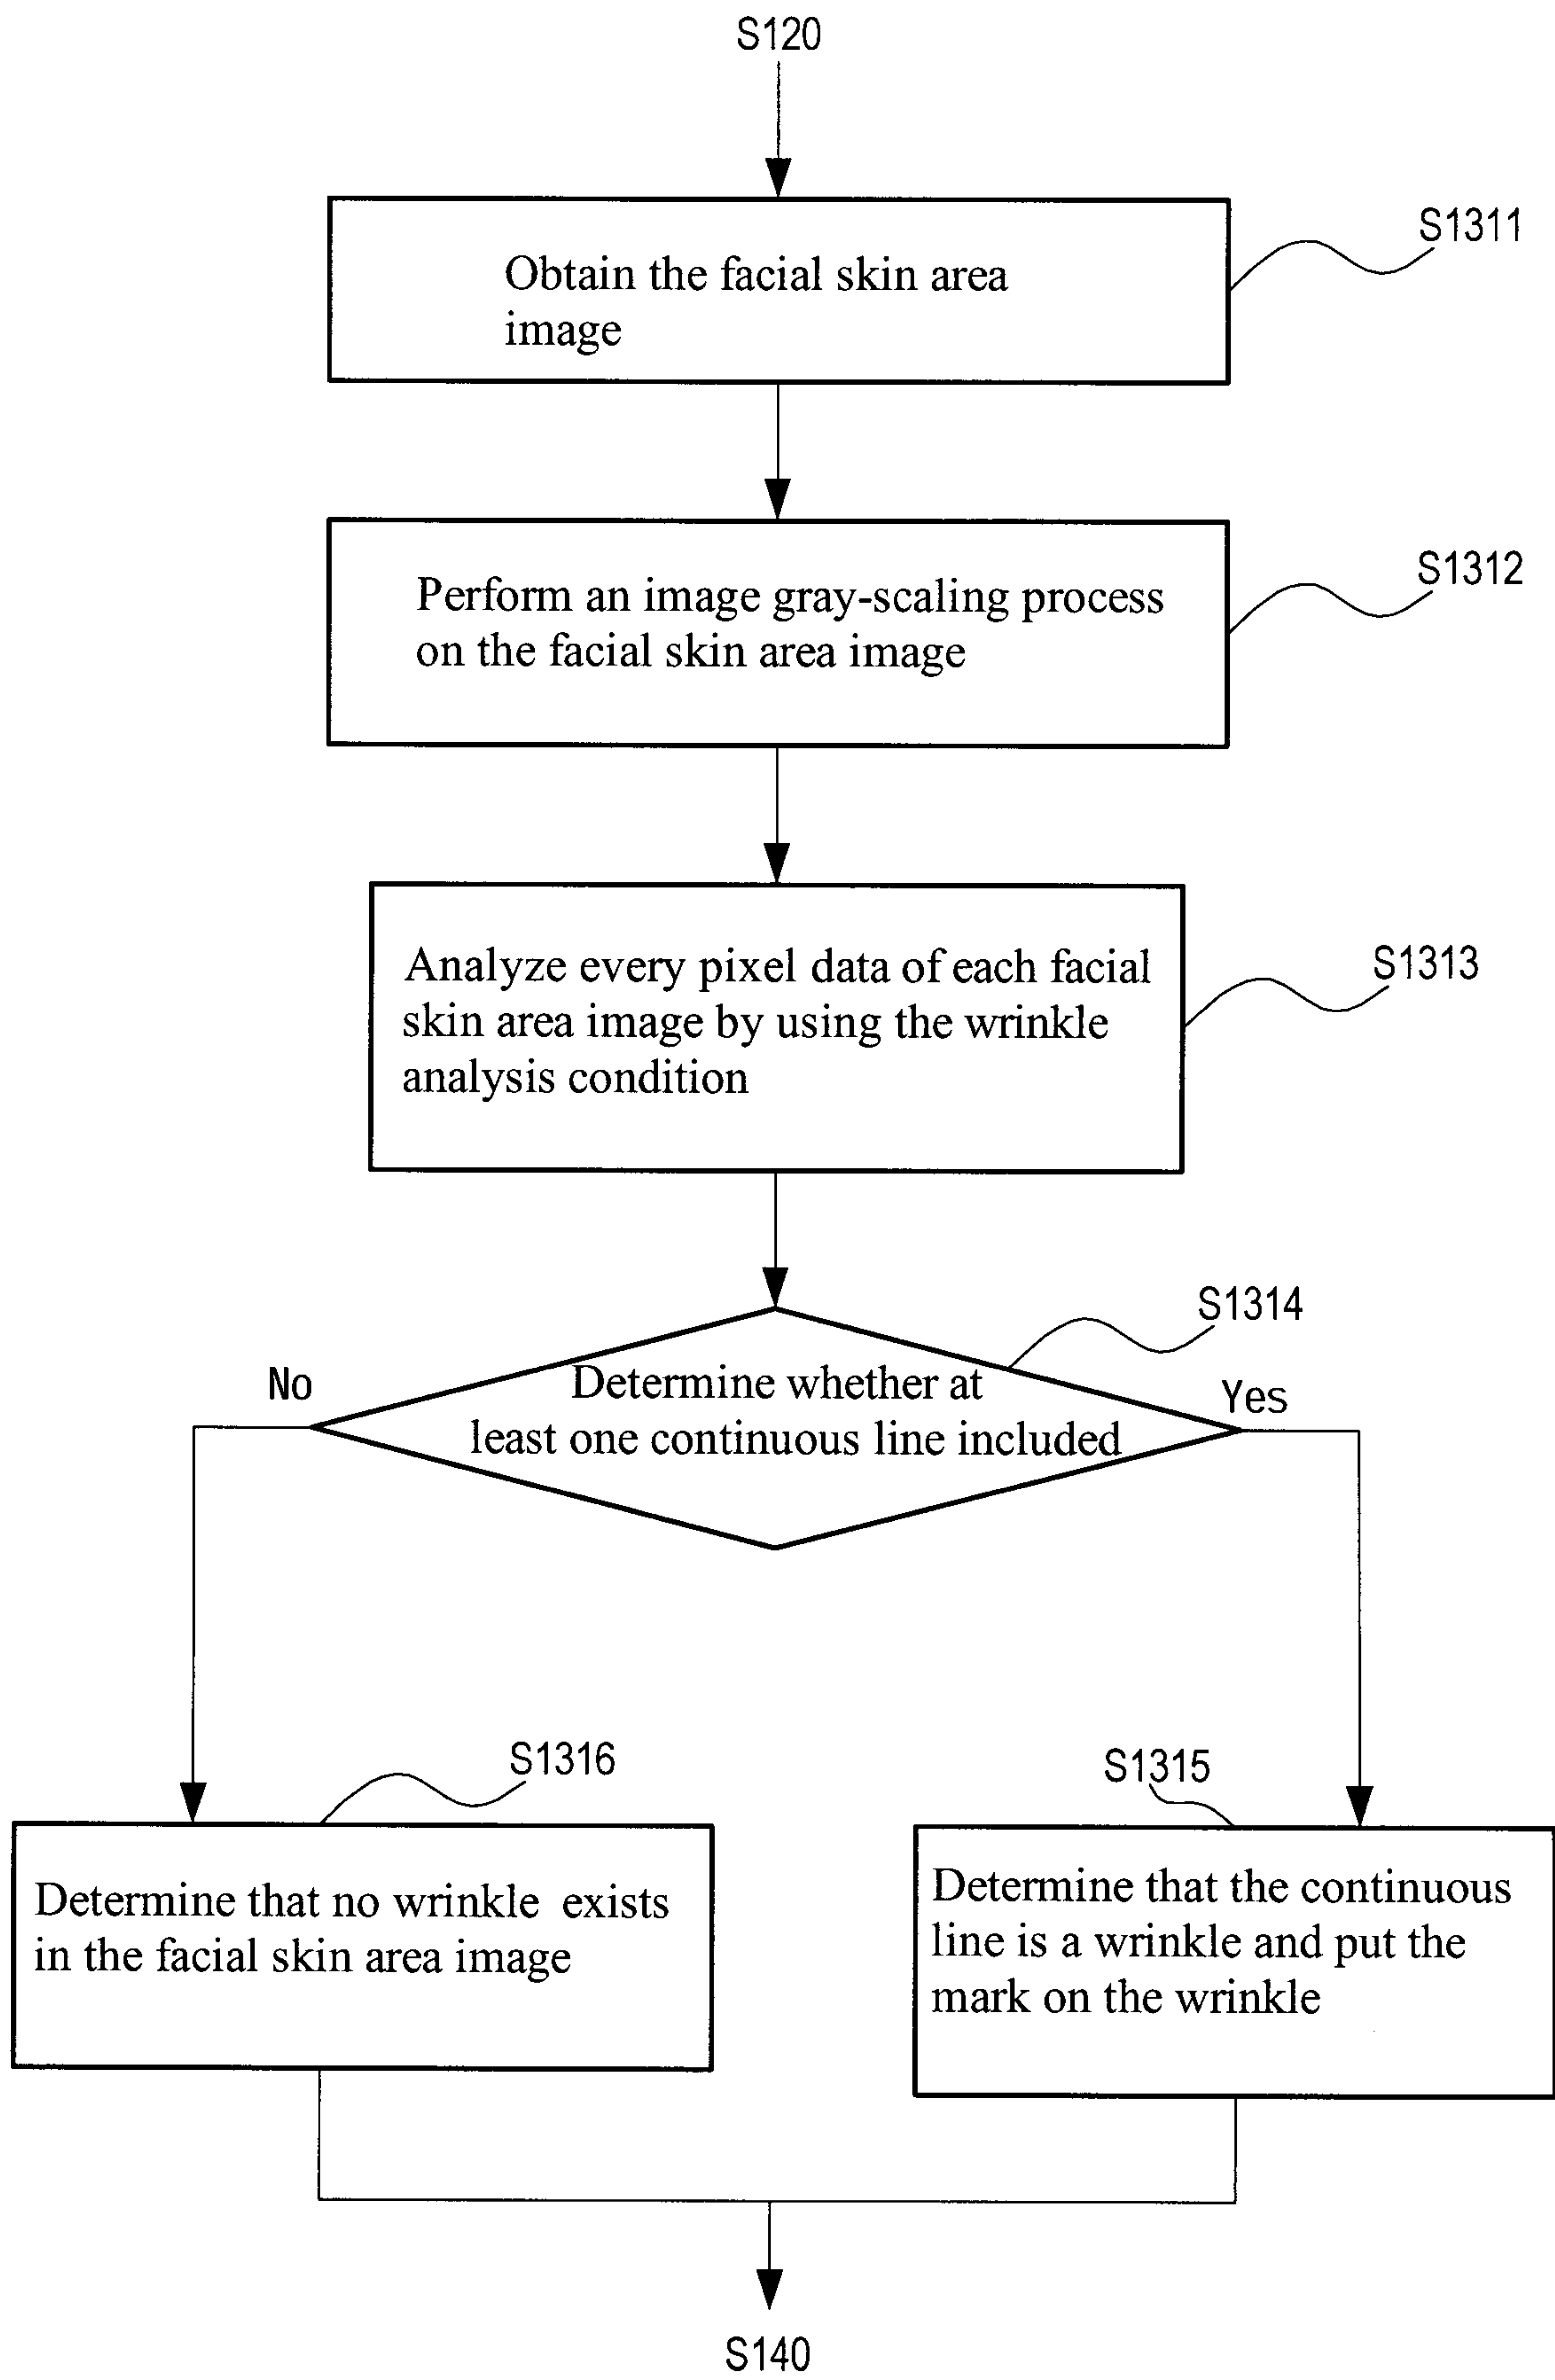 S120
S1311
Obtain the facial skin area
image
S1312
Perform an image gray-scaling process
on the facial skin area image
S1313
Analyze every pixel data of each facial
skin area image by using the wrinkle
analysis condition
S1314
No
Yes
Determine whether at
least one continuous line included
S1316
S1315
Determine that no wrinkle exists
in the facial skin area image
Determine that the continuous
line is a wrinkle and put the
mark on the wrinkle
S140